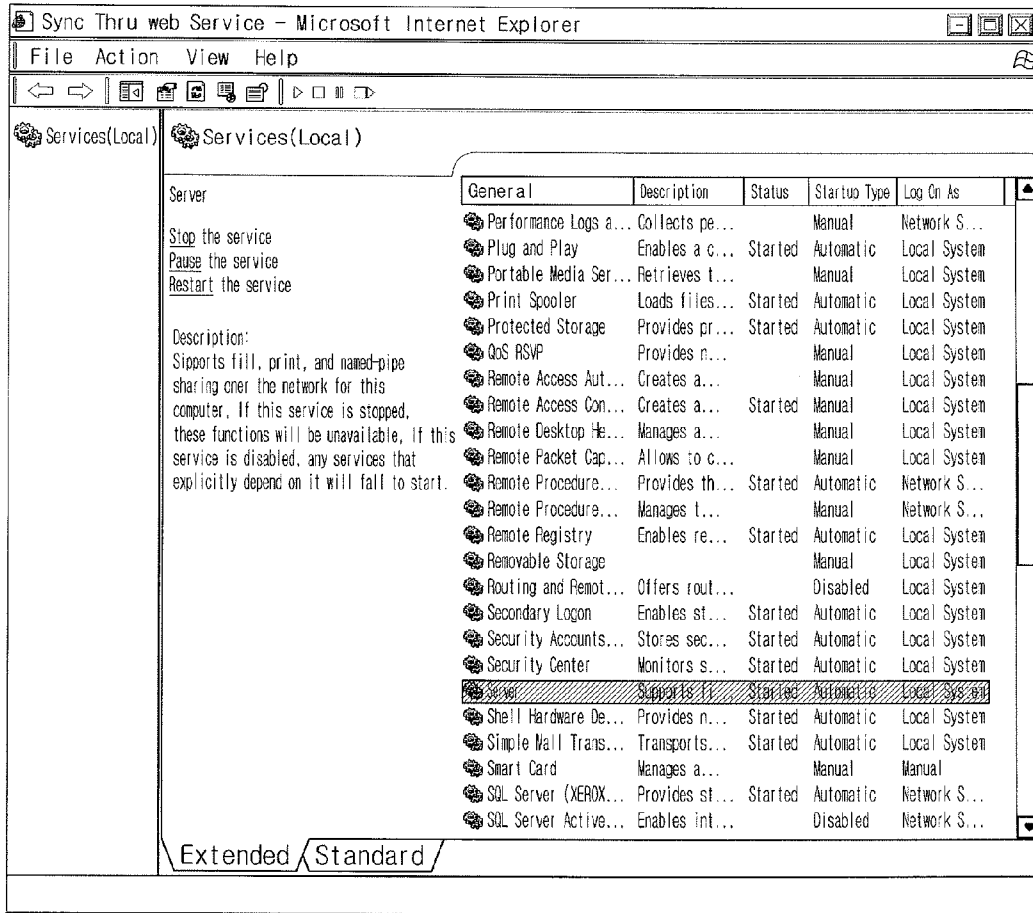 Sync Thru web Service - Microsoft Internet Explorer
File Action View Help
Services(Local)
Services(Local)
Server
Stop the service
Pause the service
Restart the service
Description:
Sipports fill, print, and named-pipe
sharing oner the network for this
computer, If this service is stopped,
these functions will be unavailable, If this
service is disabled, any services that
explicitly depend on it will fall to start.
General Description Status Startup Type Log On As
Performance Logs a... Collects pe... Manual Network S...
Plug and Play Enables a c... Started Automatic Local System
Portable Media Ser... Retrieves t... Manual Local System
Print Spooler Loads files... Started Automatic Local System
Protected Storage Provides pr... Started Automatic Local System
QoS RSVP Provides n... Manual Local System
Remote Access Aut... Creates a... Manual Local System
Remote Access Con... Creates a... Started Manual Local System
Remote Desktop He... Manages a... Manual Local System
Remote Packet Cap... Allows to c... Manual Local System
Remote Procedure... Provides th... Started Automatic Network S...
Remote Procedure... Manages t... Manual Network S...
Remote Registry Enables re... Started Automatic Local System
Removable Storage Manual Local System
Routing and Remot... Offers rout... Disabled Local System
Secondary Logon Enables st... Started Automatic Local System
Security Accounts... Stores sec... Started Automatic Local System
Security Center Monitors s... Started Automatic Local System
Server Supports fi... Started Automatic Local System
Shell Hardware De... Provides n... Started Automatic Local System
Simple Mall Trans... Transports... Started Automatic Local System
Smart Card Manages a... Manual Manual
SQL Server (XEROX... Provides st... Started Automatic Network S...
SQL Server Active... Enables int... Disabled Network S...
Extended Standard